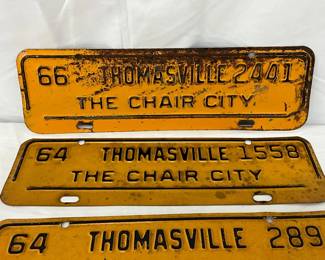 66 THOMASVILLE 2441
THE CHAIR CITY
64 THOMASVILLE 1558
THE CHAIR CITY
64 THOMASVILLE 289